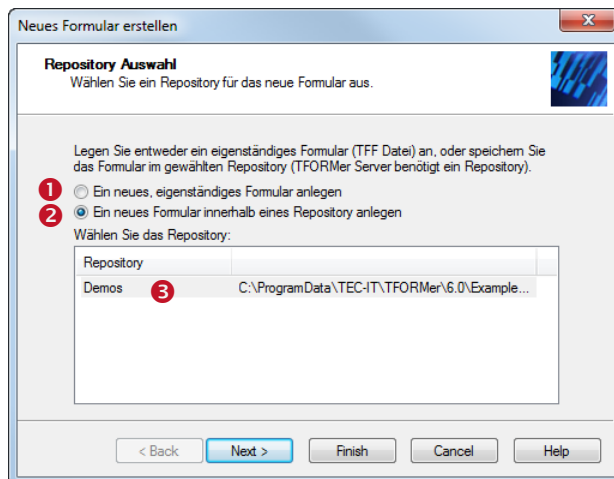 Neues Formular erstellen
Repository Auswahl
Wählen Sie ein Repository für das neue Formular aus.
Legen Sie entweder ein eigenständiges Formular (TFF Datei) an, oder speichern Sie
das Formular im gewählten Repository (TFORMer Server benötigt ein Repository).
1 Ein neues, eigenständiges Formular anlegen
2 Ein neues Formular innerhalb eines Repository anlegen
Wählen Sie das Repository:
Repository
Demos 3 C:\ProgramData\TEC-IT\TFORMer\6.0\Example...
< Back Next > Finish Cancel Help